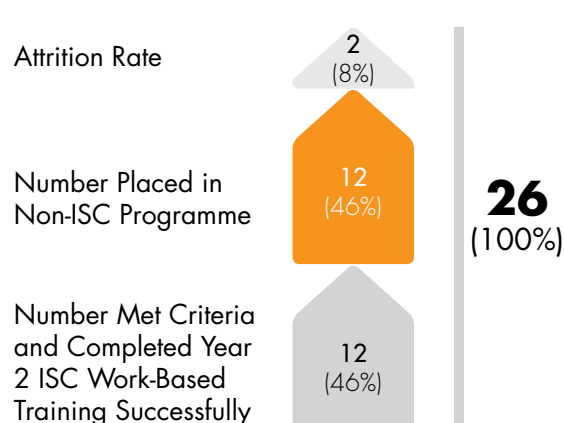 Attrition Rate
2
(8%)
Number Placed in
Non-ISC Programme
12
(46%)
26
(100%)
Number Met Criteria
and Completed Year
2 ISC Work-Based
Training Successfully
12
(46%)